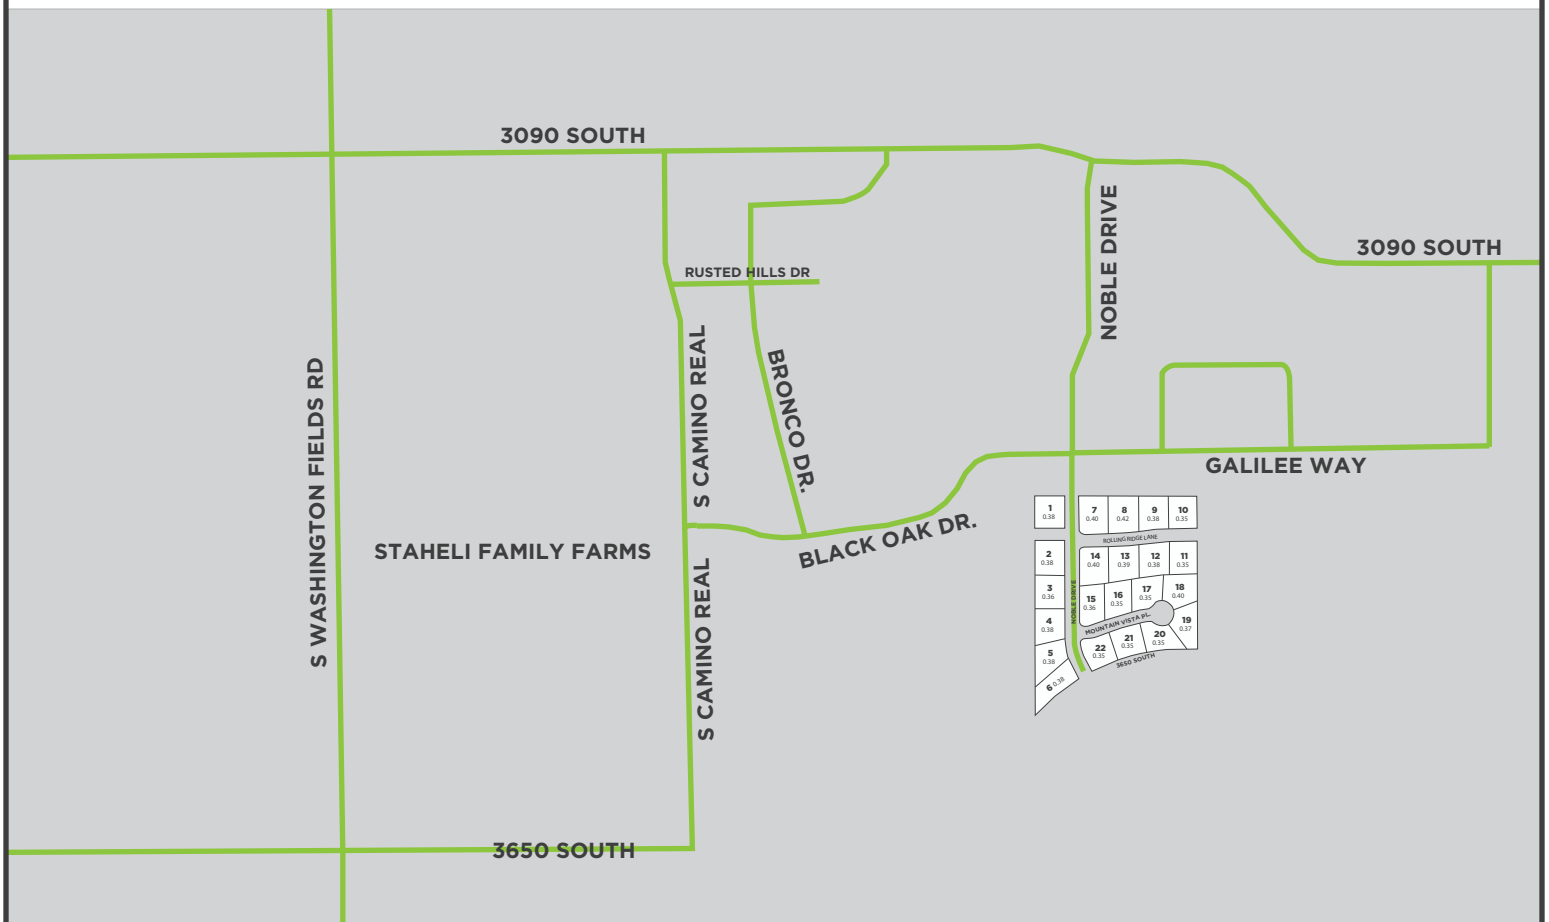 3090 SOUTH
NOBLE DRIVE
3090 SOUTH
RUSTED HILLS DR
S CAMINO REAL
BRONCO DR.
S WASHINGTON FIELDS RD
GALILEE WAY
STAHELI FAMILY FARMS
BLACK OAK DR.
S CAMINO REAL
3650 SOUTH
1
0.38
7
0.40
8
0.42
9
0.38
10
0.35
ROLLING RIDGE LANE
2
0.38
14
0.40
13
0.39
12
0.38
11
0.35
NOBLE DRIVE
3
0.36
15
0.36
16
0.35
17
0.35
18
0.40
4
0.38
MOUNTAIN VISTA PL.
19
0.37
5
0.38
22
0.35
21
0.35
20
0.35
3650 SOUTH
6 0.38